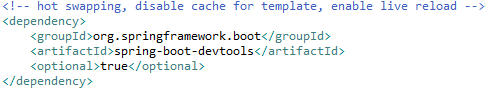 <!-- hot swapping, disable cache for template, enable live reload -->
<dependency>
    <groupId>org.springframework.boot</groupId>
    <artifactId>spring-boot-devtools</artifactId>
    <optional>true</optional>
</dependency>